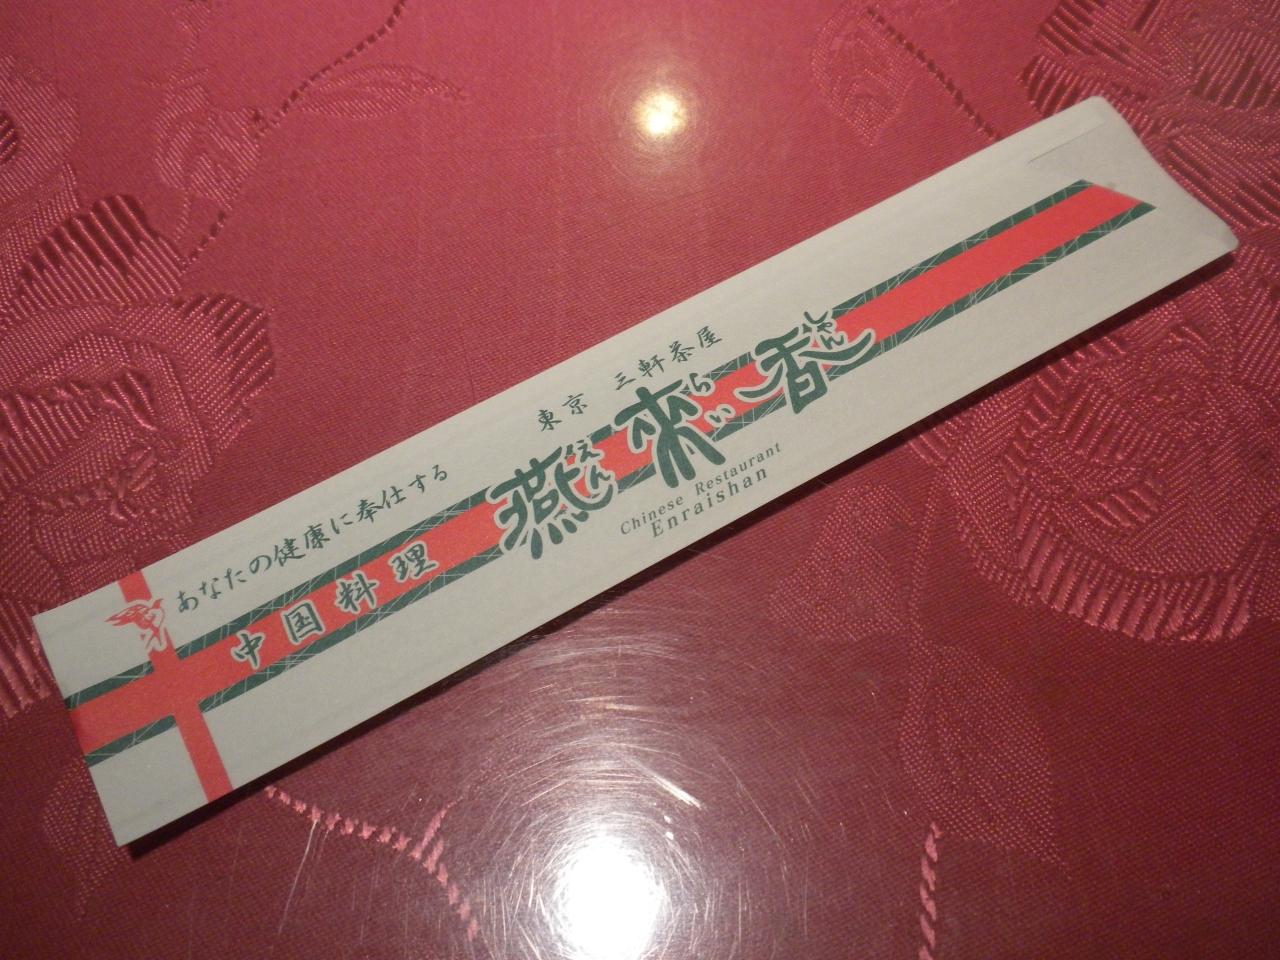 あなたの健康に奉仕する
中国料理
東京 三軒茶屋
燕来香
えん らい しゃん
Chinese Restaurant
Enraishan